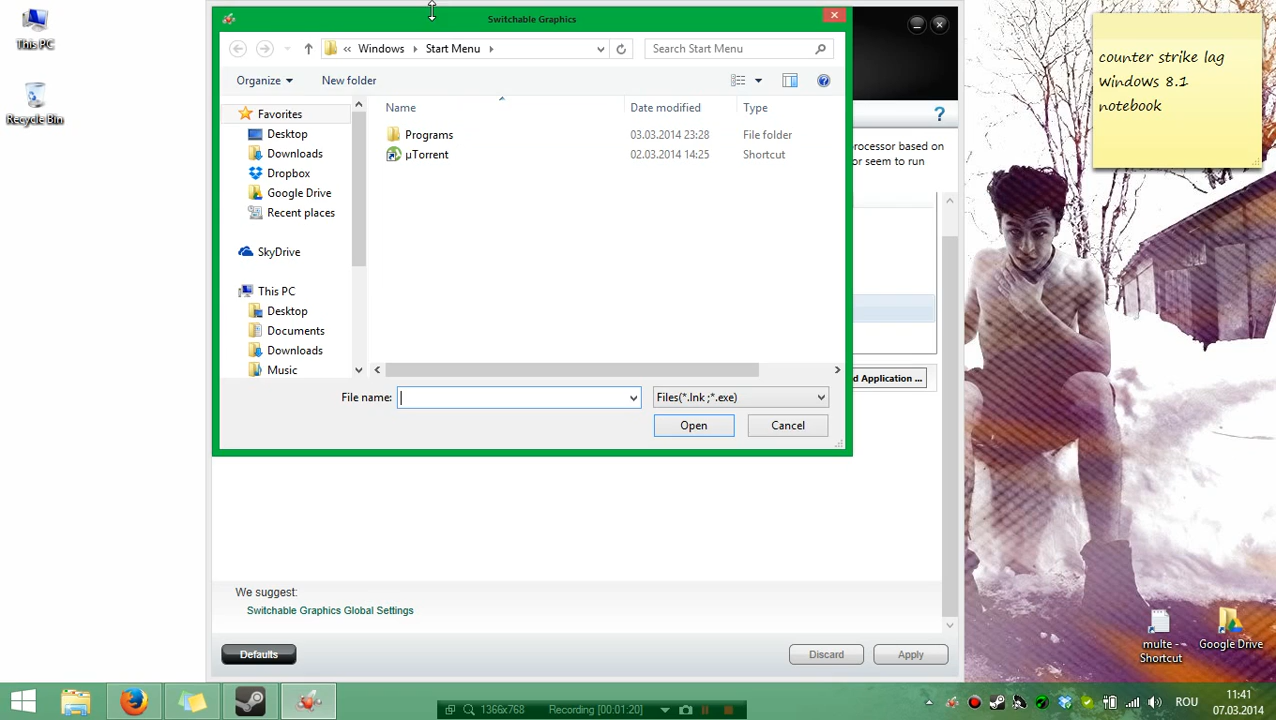 This PC
Recycle Bin
Switchable Graphics
Windows
Start Menu
Search Start Menu
Organize
New folder
Name
Date modified
Type
Favorites
Desktop
Downloads
Dropbox
Google Drive
Recent places
SkyDrive
This PC
Desktop
Documents
Downloads
Music
Programs
03.03.2014 23:28
File folder
µTorrent
02.03.2014 14:25
Shortcut
File name:
Files(*.lnk ;*.exe)
Open
Cancel
rocessor based on
or seem to run
d Application ...
We suggest:
Switchable Graphics Global Settings
Defaults
Discard
Apply
counter strike lag
Windows 8.1
notebook
multe -
Shortcut
Google Drive
1366x768
Recording [00:01:20]
ROU
11:41
07.03.2014